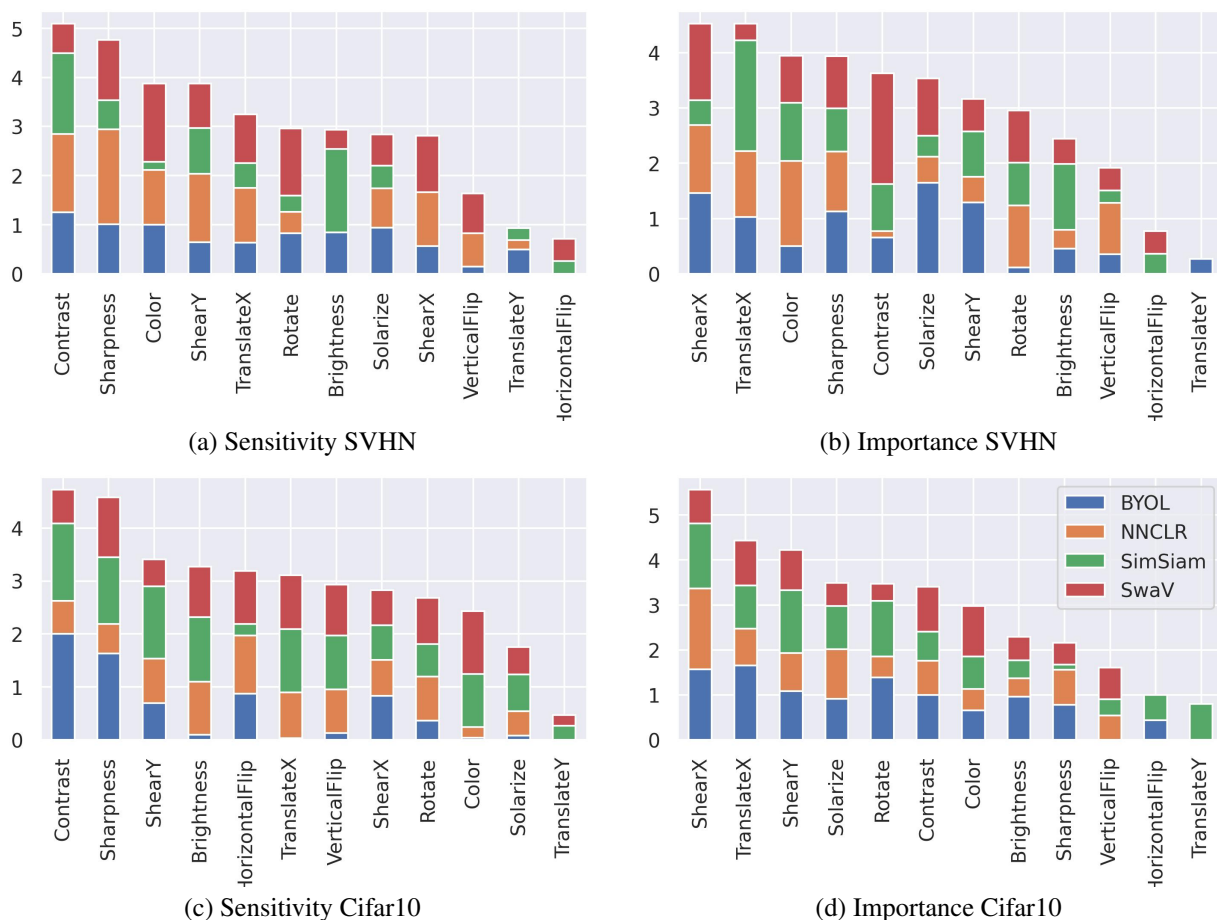 5
4
3
2
1
0
Contrast
Sharpness
Color
ShearY
TranslateX
Rotate
Brightness
Solarize
ShearX
VerticalFlip
TranslateY
HorizontalFlip
(a) Sensitivity SVHN
4
3
2
1
0
ShearX
TranslateX
Color
Sharpness
Contrast
Solarize
ShearY
Rotate
Brightness
VerticalFlip
HorizontalFlip
TranslateY
(b) Importance SVHN
4
3
2
1
0
Contrast
Sharpness
ShearY
Brightness
HorizontalFlip
TranslateX
VerticalFlip
ShearX
Rotate
Color
Solarize
TranslateY
(c) Sensitivity Cifar10
5
4
3
2
1
0
BYOL
NNCLR
SimSiam
SwaV
ShearX
TranslateX
ShearY
Solarize
Rotate
Contrast
Color
Brightness
Sharpness
VerticalFlip
HorizontalFlip
TranslateY
(d) Importance Cifar10